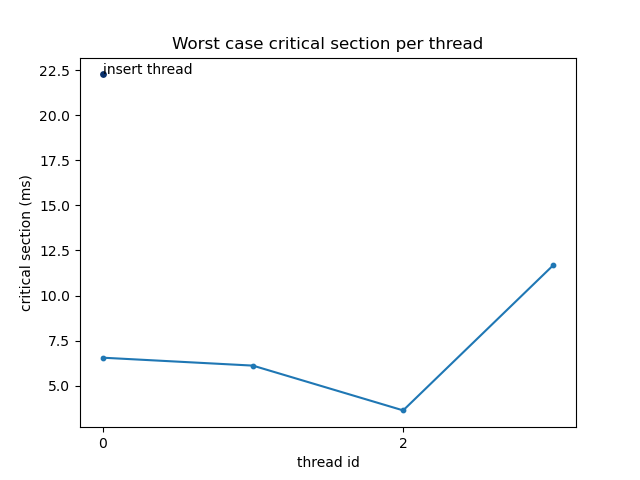 Worst case critical section per thread
insert thread
22.5
20.0
17.5
15.0
12.5
10.0
7.5
5.0
critical section (ms)
0
2
thread id